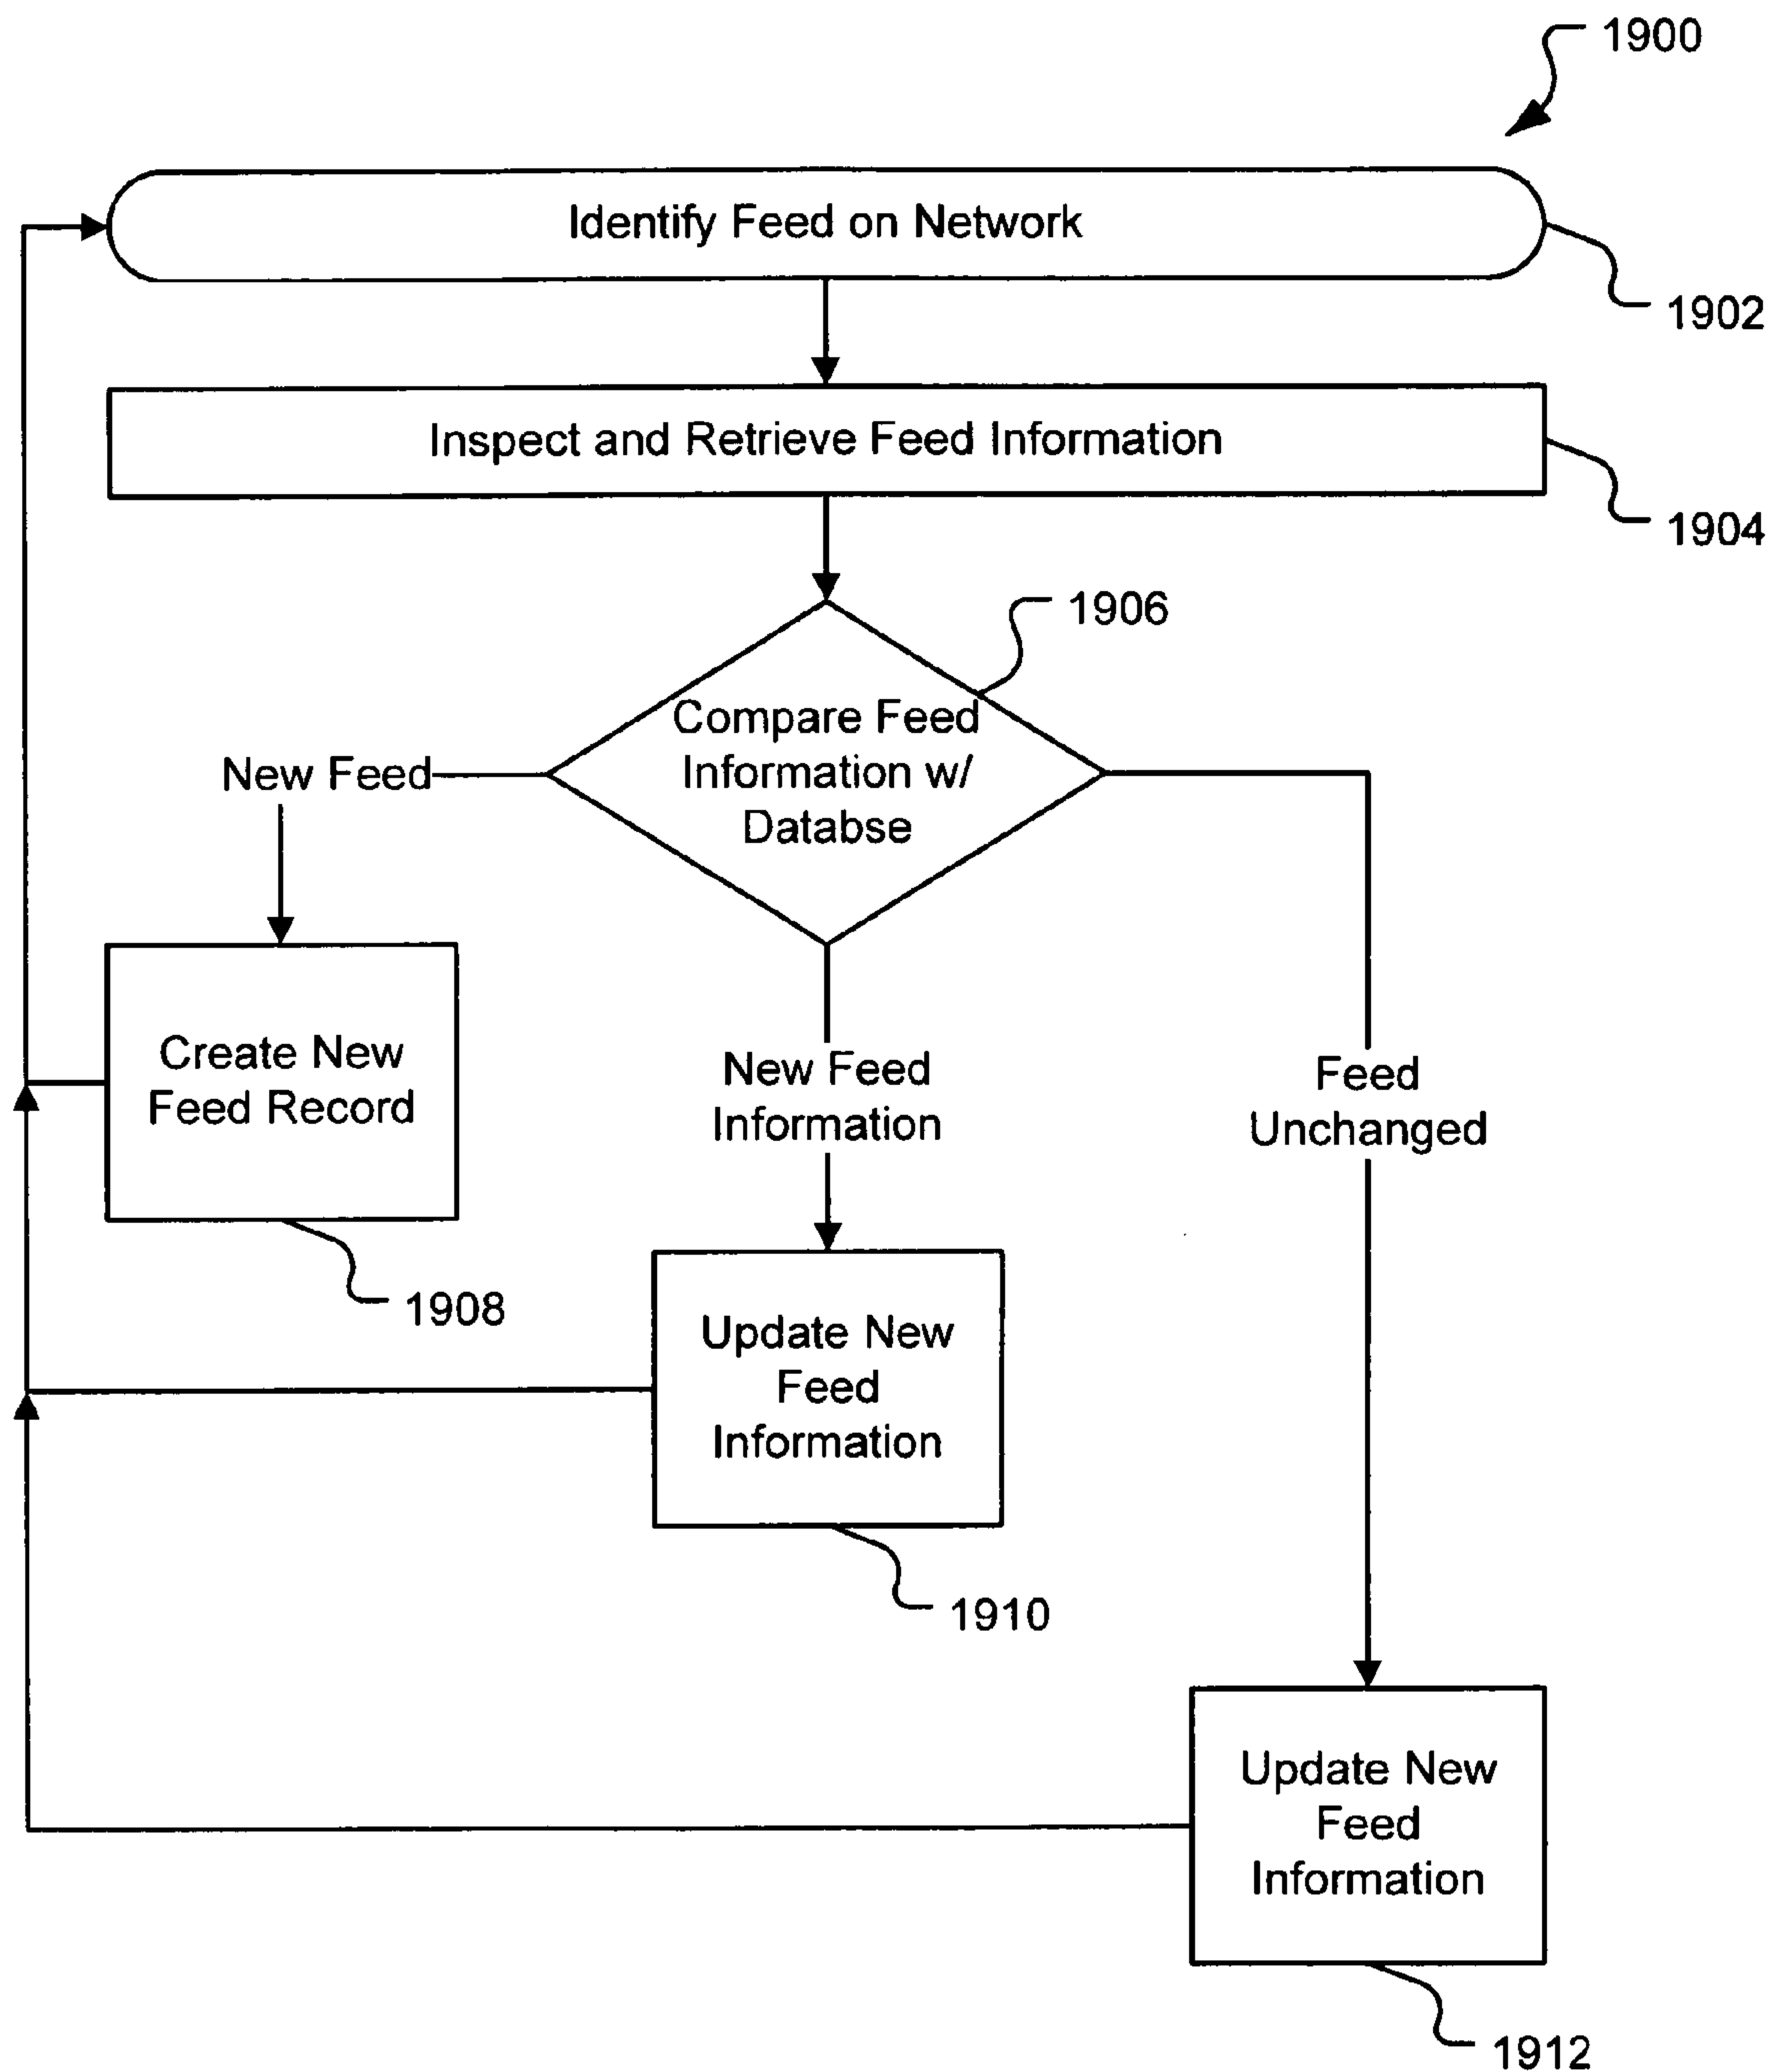 1900
Identify Feed on Network
1902
Inspect and Retrieve Feed Information
1904
1906
Compare Feed
Information w/
Databse
New Feed
Create New
Feed Record
New Feed
Information
Feed
Unchanged
1908
Update New
Feed
Information
1910
Update New
Feed
Information
1912